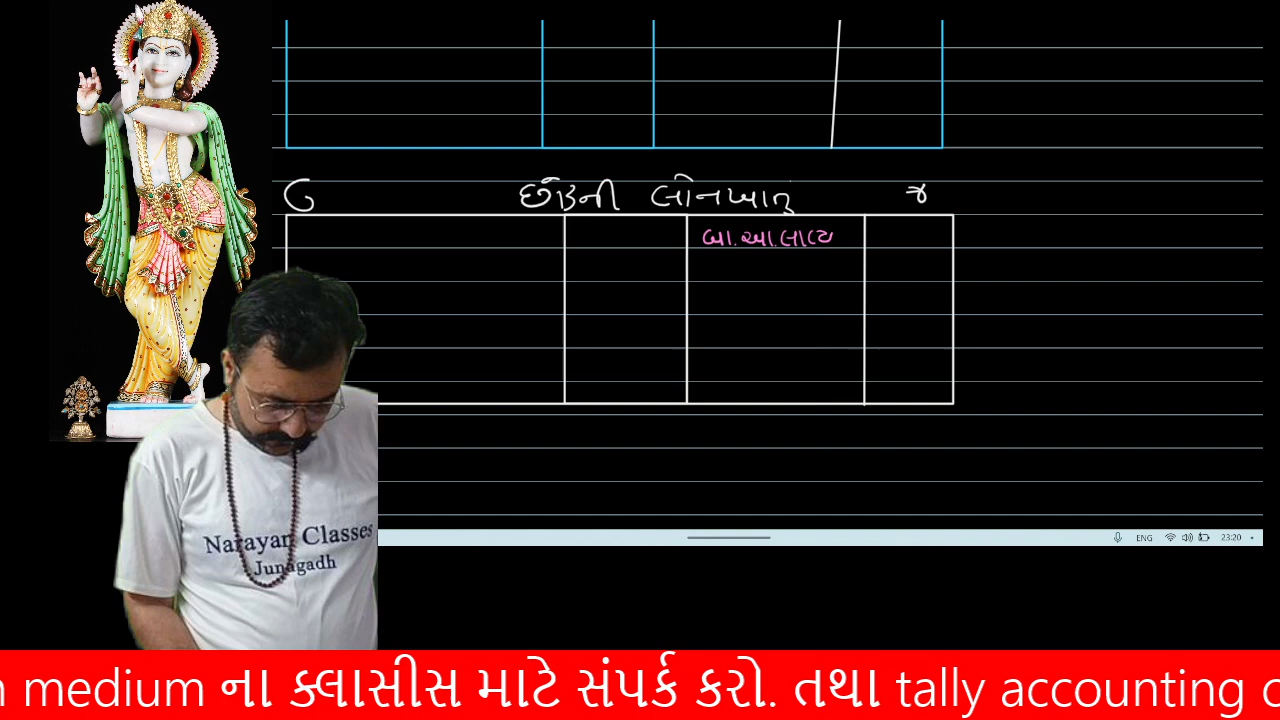 ઉ લોનખાતું જ
બા.આ.લાવ્યા
Narayan Classes
Junagadh
ENG 23:20
medium ના ક્લાસીસ માટે સંપર્ક કરો. તથા tally accounting